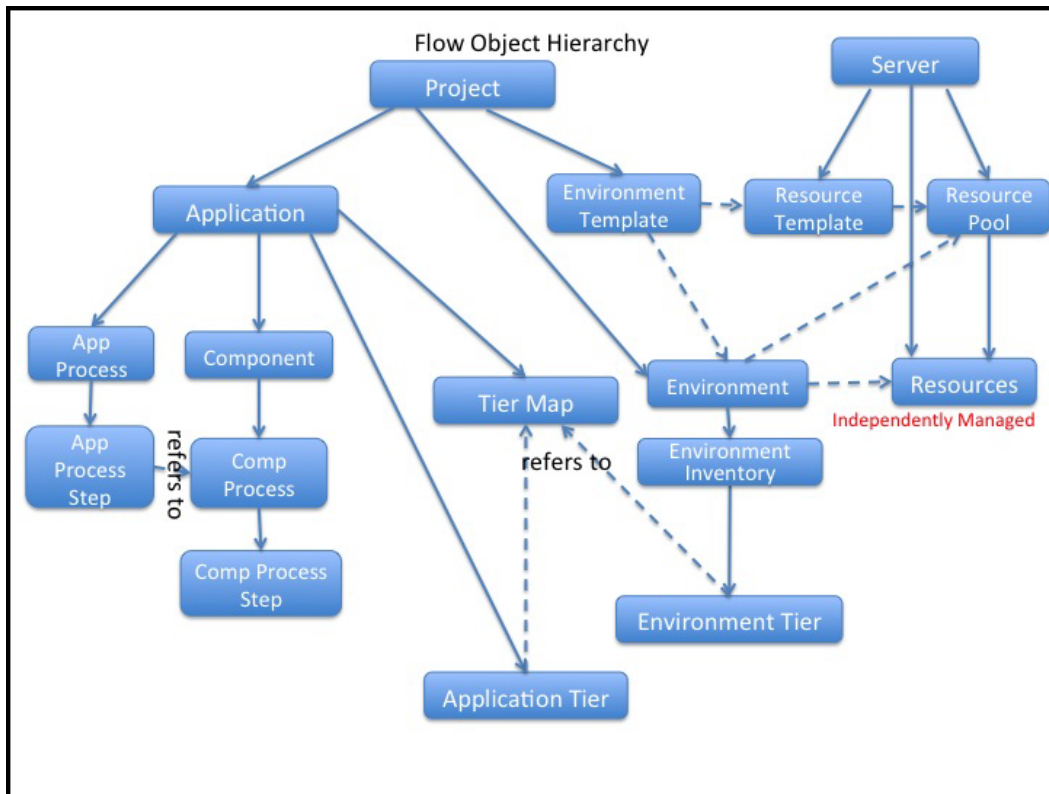 Flow Object Hierarchy
Project
Server
Application
Environment
Template
Resource
Template
Resource
Pool
App
Process
Component
Tier Map
Environment
Resources
Independently Managed
App
Process
Step
refers to
Comp
Process
refers to
Environment
Inventory
Comp Process
Step
Environment Tier
Application Tier